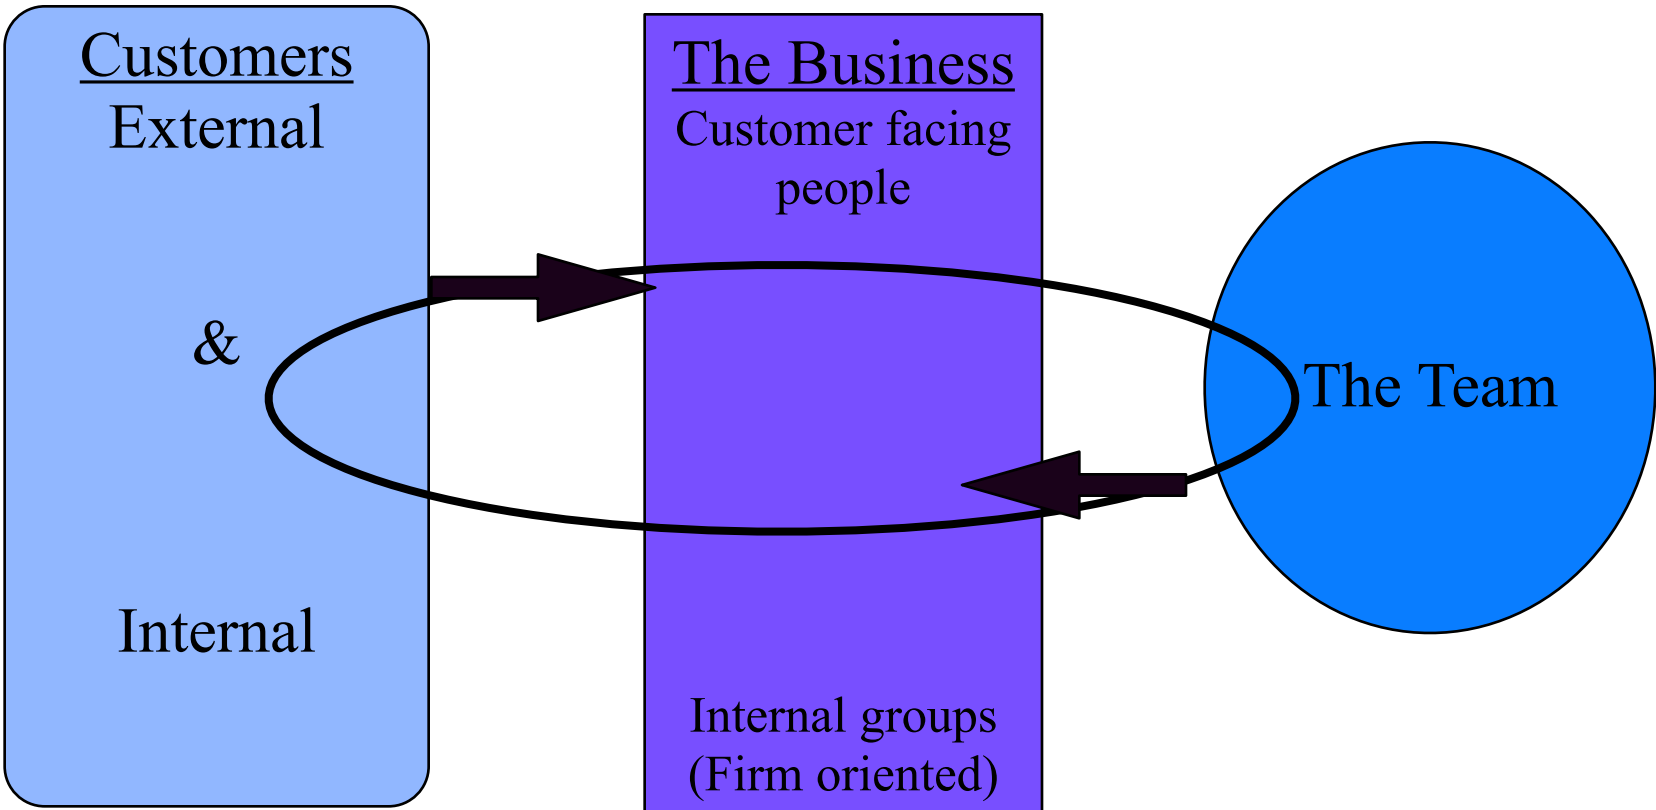 Customers
External
&
Internal
The Business
Customer facing
people
Internal groups
(Firm oriented)
The Team